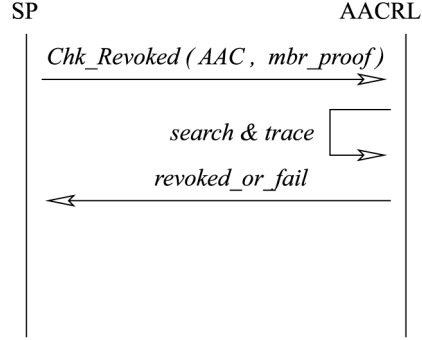 SP AACRL
Chk_Revoked ( AAC , mbr_proof )
search & trace
revoked_or_fail